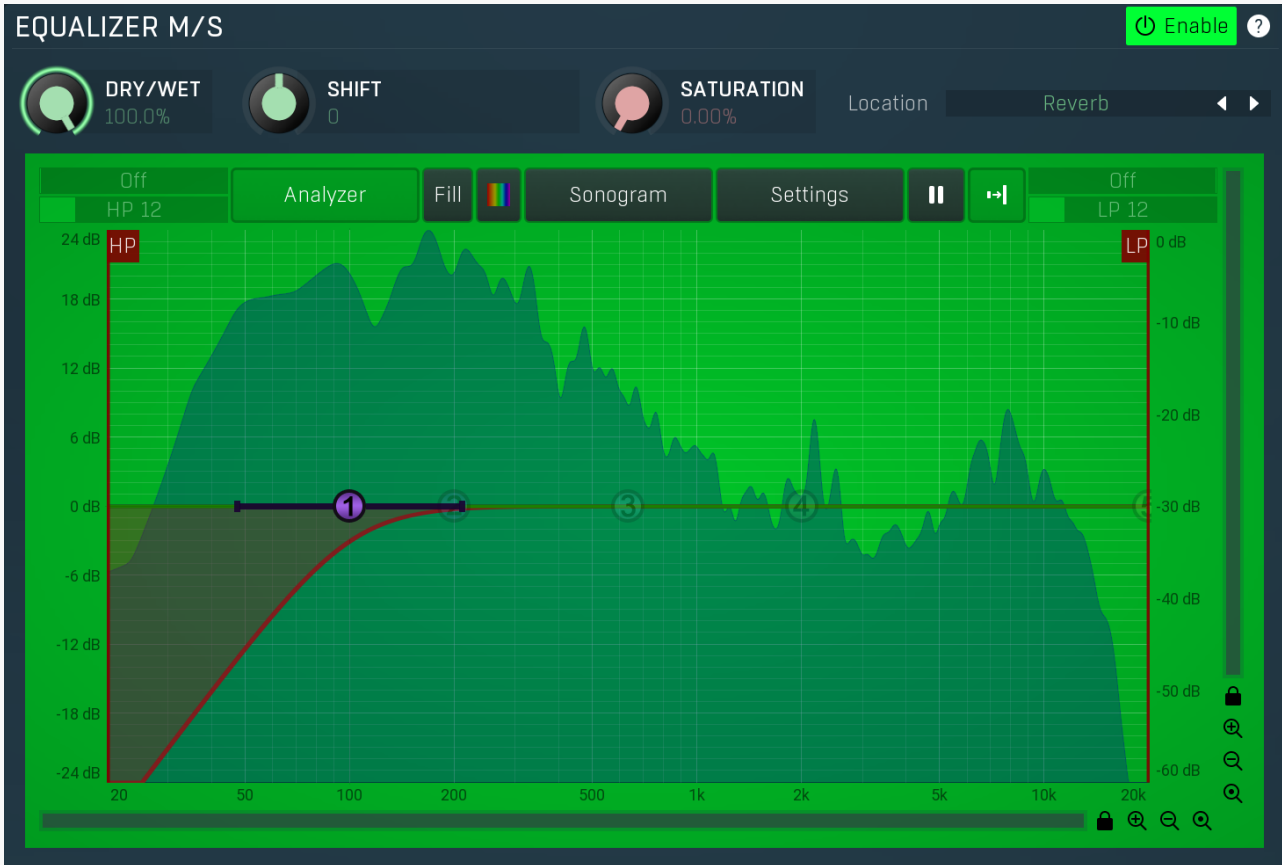 EQUALIZER M/S
Enable ?
DRY/WET
100.0%
SHIFT
0
SATURATION
0.00%
Location Reverb
Off
HP 12
Analyzer Fill Sonogram Settings
Off
LP 12
24 dB HP LP 0 dB
18 dB
-10 dB
12 dB
-20 dB
6 dB
0 dB 1 2 3 4 5 -30 dB
-6 dB
-40 dB
-12 dB
-50 dB
-18 dB
-24 dB
-60 dB
20 50 100 200 500 1k 2k 5k 10k 20k